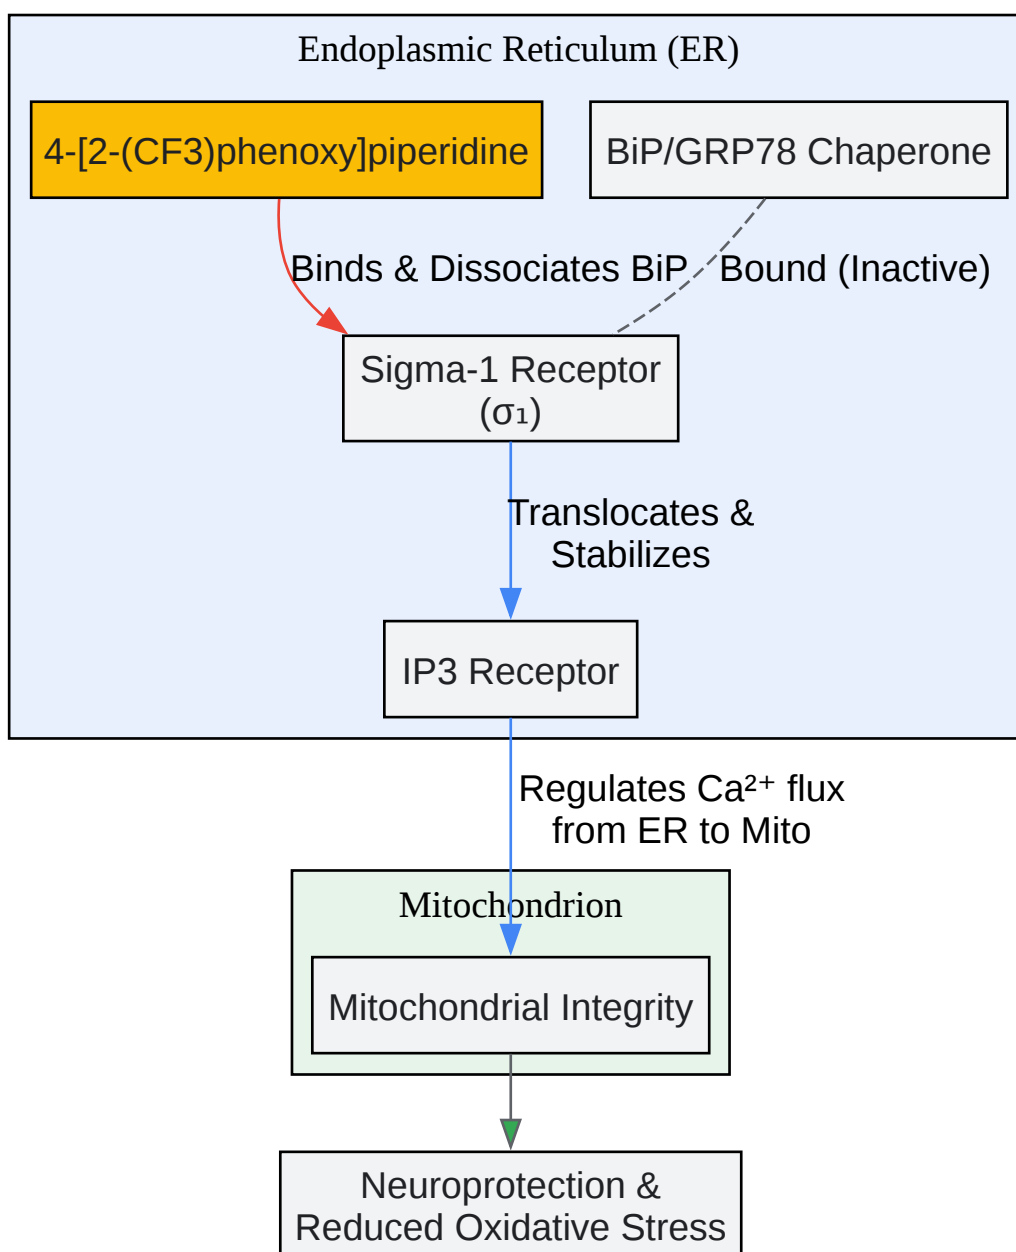 Endoplasmic Reticulum (ER)
4-[2-(CF3)phenoxy]piperidine
BiP/GRP78 Chaperone
Binds & Dissociates BiP
Bound (Inactive)
Sigma-1 Receptor
(σ₁)
Translocates &
Stabilizes
IP3 Receptor
Regulates Ca²⁺ flux
from ER to Mito
Mitochondrion
Mitochondrial Integrity
Neuroprotection &
Reduced Oxidative Stress